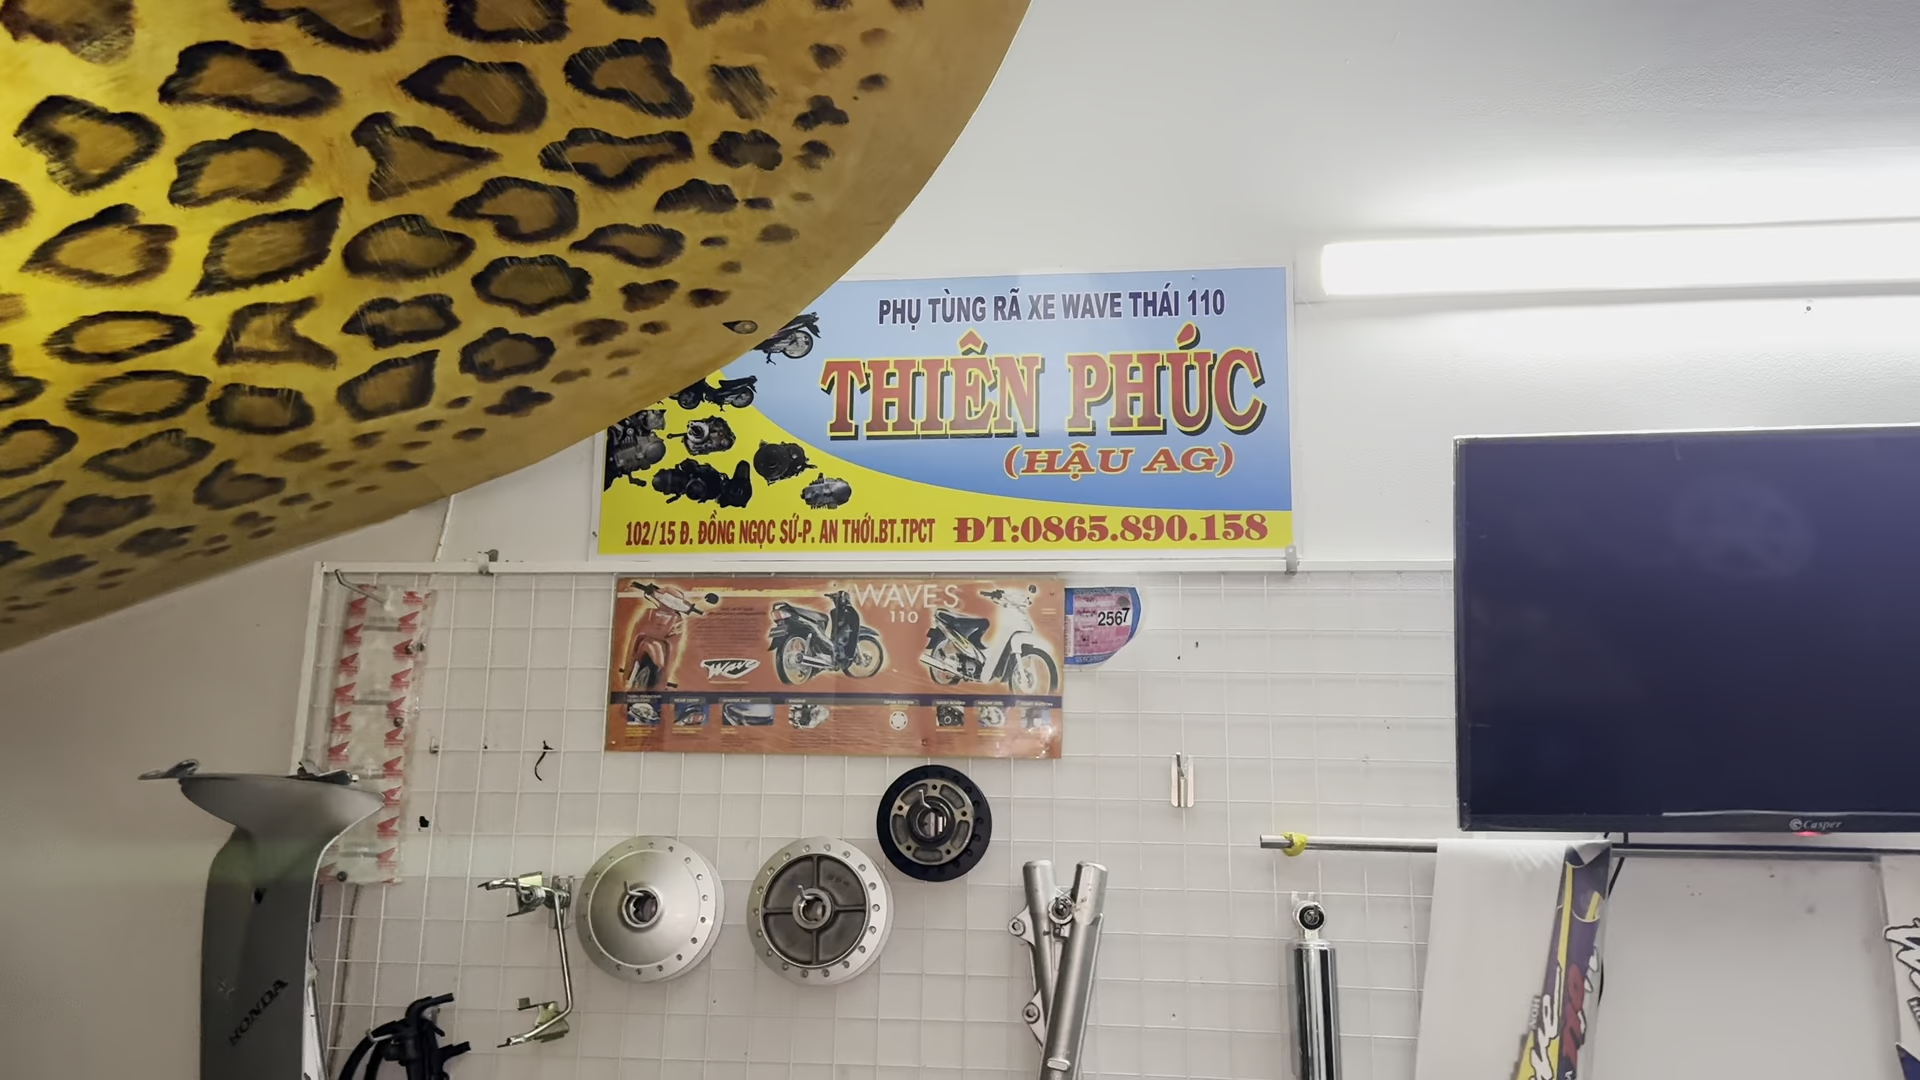 PHỤ TÙNG RÃ XE WAVE THÁI 110
THIÊN PHÚC
(HẬU AG)
102/15 Đ. ĐỒNG NGỌC SỨ-P. AN THỚI.BT.TPCT
ĐT:0865.890.158
WAVE S
110
Wave
2567
Casper
HONDA